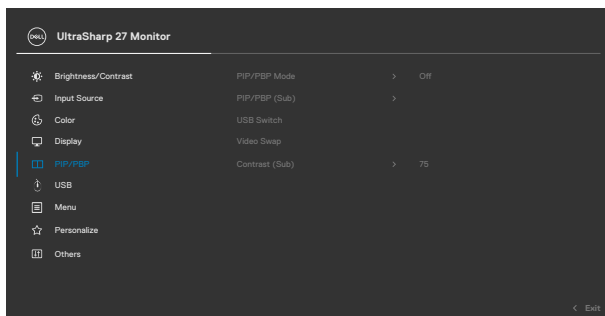 DELL UltraSharp 27 Monitor
Brightness/Contrast PIP/PBP Mode > Off
Input Source PIP/PBP (Sub) >
Color USB Switch
Display Video Swap
PIP/PBP Contrast (Sub) > 75
USB
Menu
Personalize
Others
< Exit